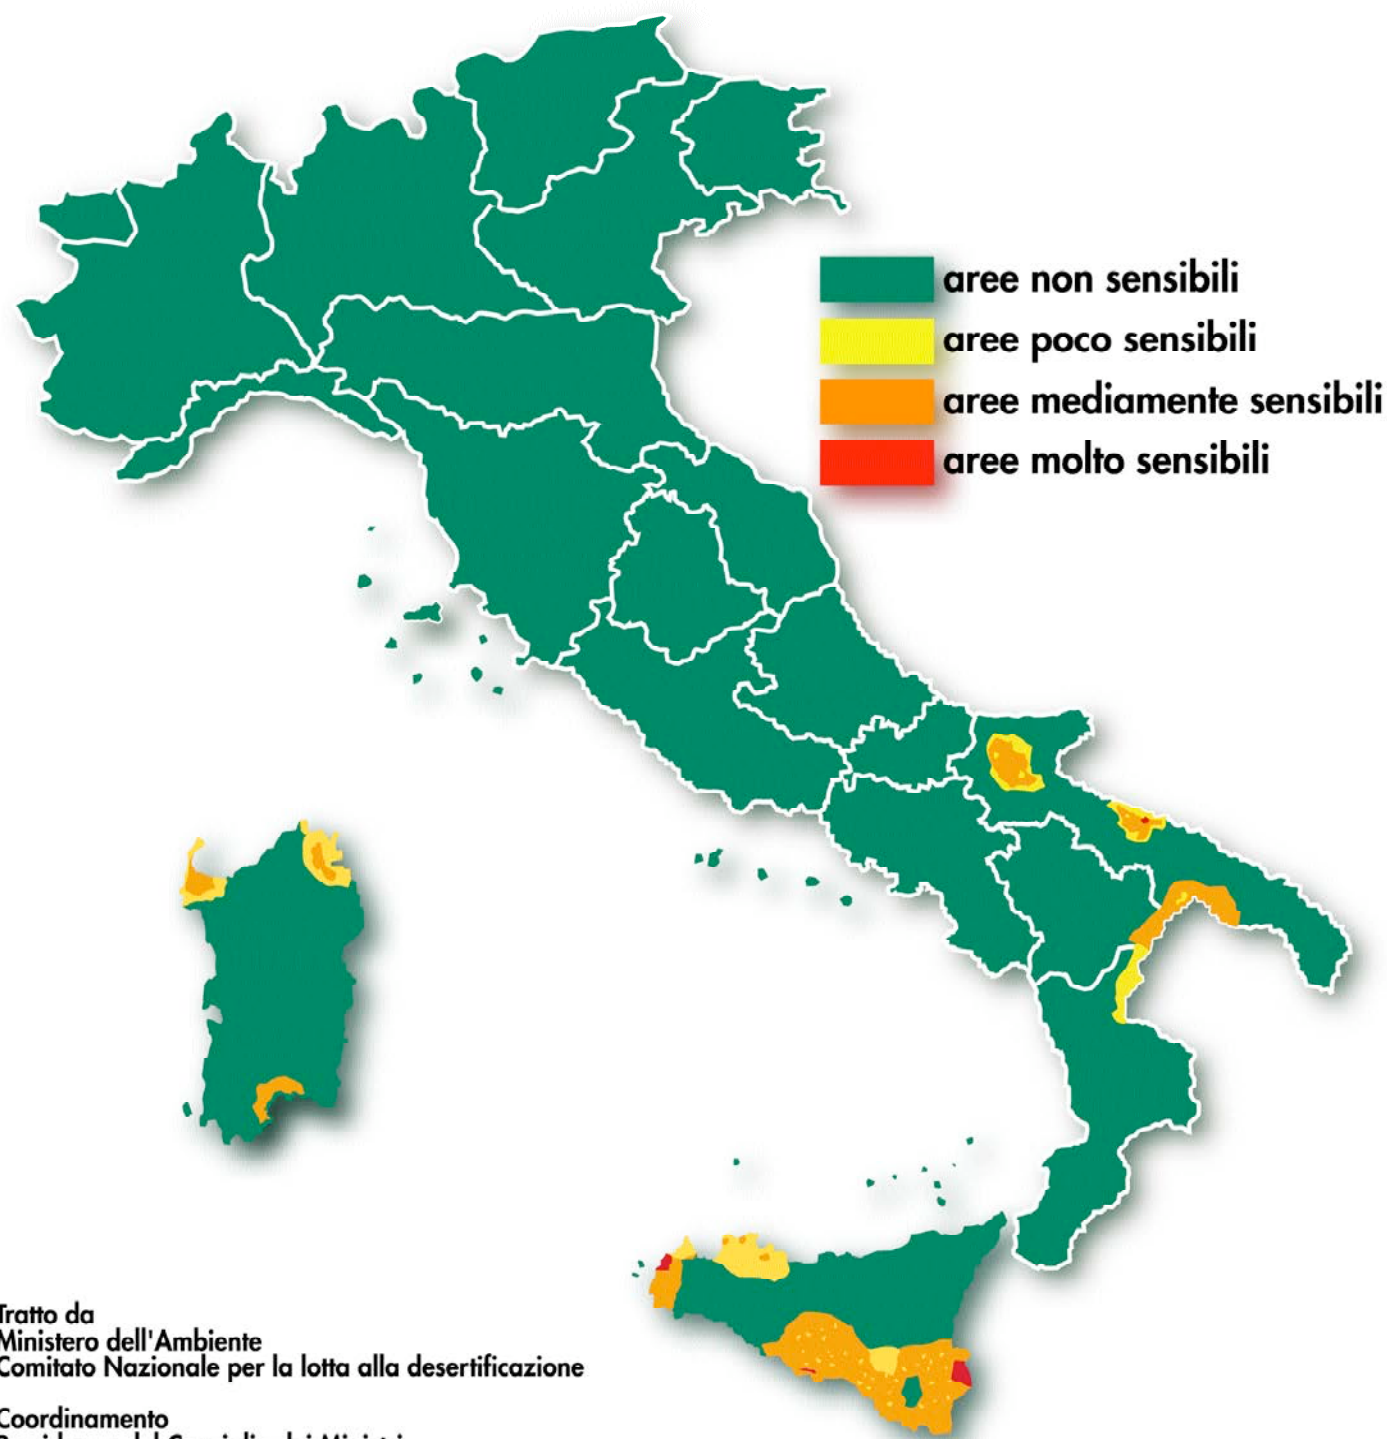 aree non sensibili
aree poco sensibili
aree mediamente sensibili
aree molto sensibili
Tratto da
Ministero dell'Ambiente
Comitato Nazionale per la lotta alla desertificazione
Coordinamento